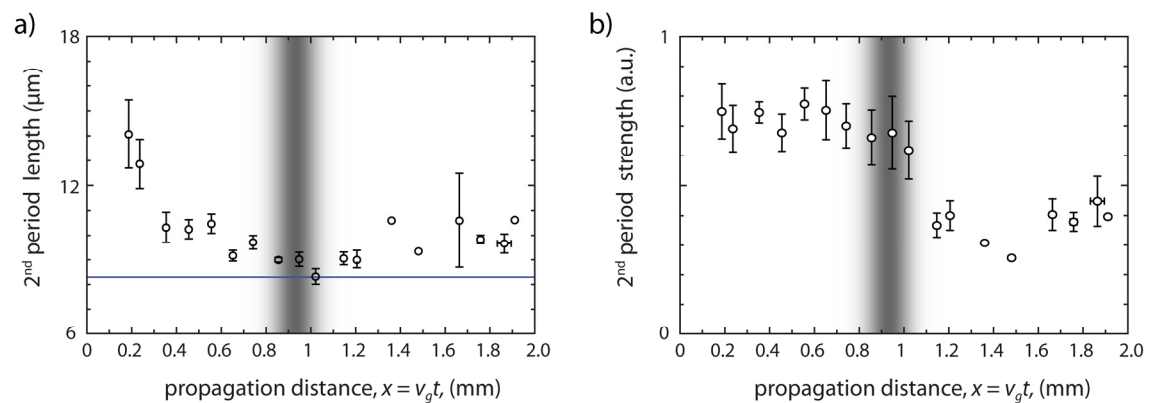 a)
18
12
6
2nd period length (µm)
0 0.2 0.4 0.6 0.8 1 1.2 1.4 1.6 1.8 2.0
propagation distance, x = vgt, (mm)
b)
1
0
2nd period strength (a.u.)
0 0.2 0.4 0.6 0.8 1 1.2 1.4 1.6 1.8 2.0
propagation distance, x = vgt, (mm)